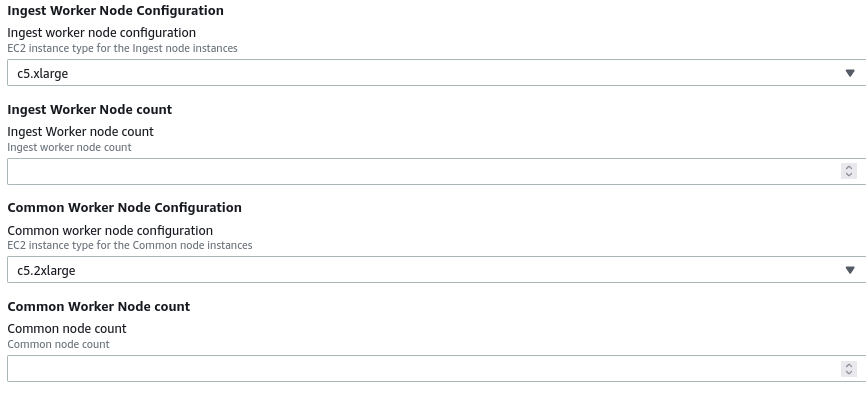 Ingest Worker Node Configuration
Ingest worker node configuration
EC2 instance type for the Ingest node instances
c5.xlarge
Ingest Worker Node count
Ingest Worker node count
Ingest worker node count
Common Worker Node Configuration
Common worker node configuration
EC2 instance type for the Common node instances
c5.2xlarge
Common Worker Node count
Common node count
Common node count